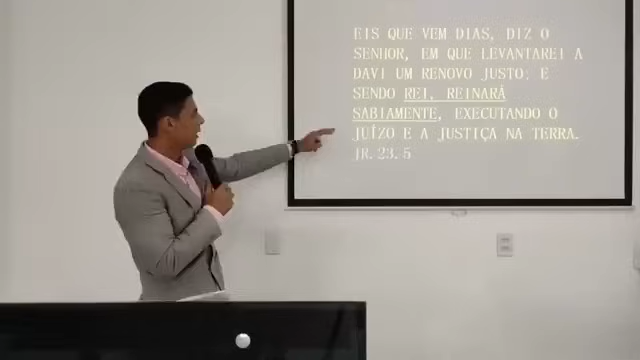 EIS QUE VEM DIAS, DIZ O
SENHOR, EM QUE LEVANTAREI A
DAVI UM RENOVO JUSTO; E
SENDO REI, REINARÁ
SABIAMENTE, EXECUTANDO O
JUÍZO E A JUSTIÇA NA TERRA.
JR.23.5